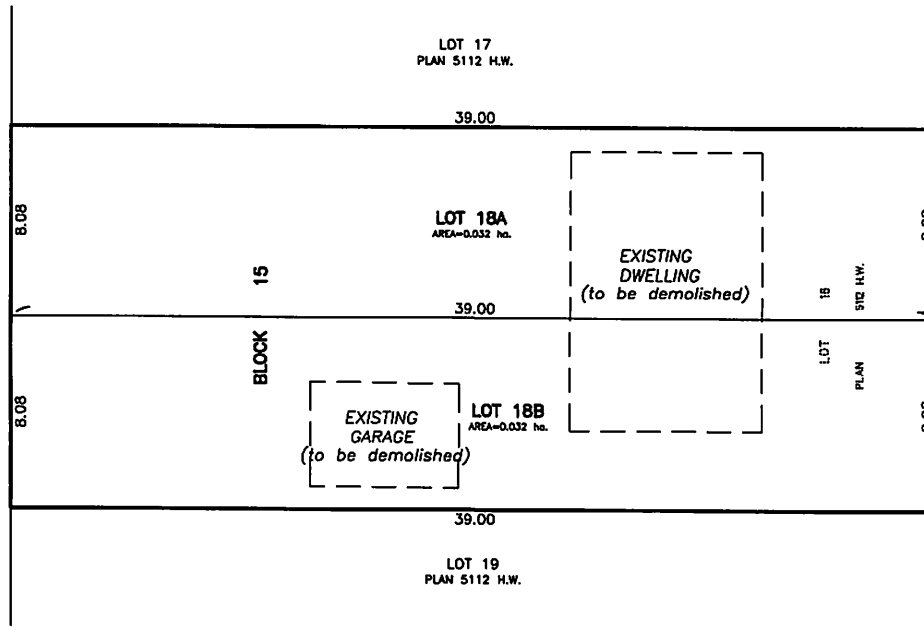 LOT 17
PLAN 5112 H.W.
39.00
8.08
LOT 18A
AREA=0.032 ha.
EXISTING
DWELLING
(to be demolished)
15
18
5112 H.W.
39.00
BLOCK
LOT
PLAN
8.08
EXISTING
GARAGE
(to be demolished)
LOT 18B
AREA=0.032 ha.
39.00
LOT 19
PLAN 5112 H.W.